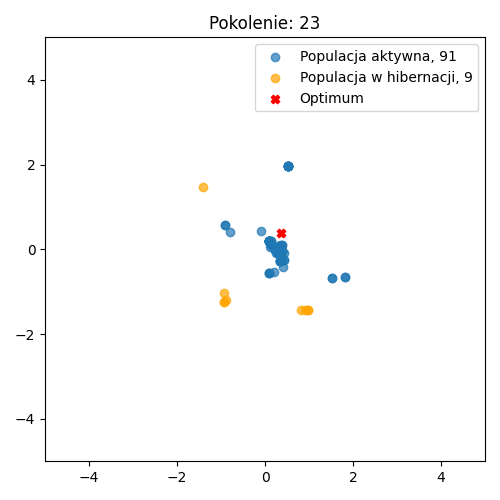 Pokolenie: 23
Populacja aktywna, 91
Populacja w hibernacji, 9
Optimum
4
2
0
−2
−4
−4
−2
0
2
4